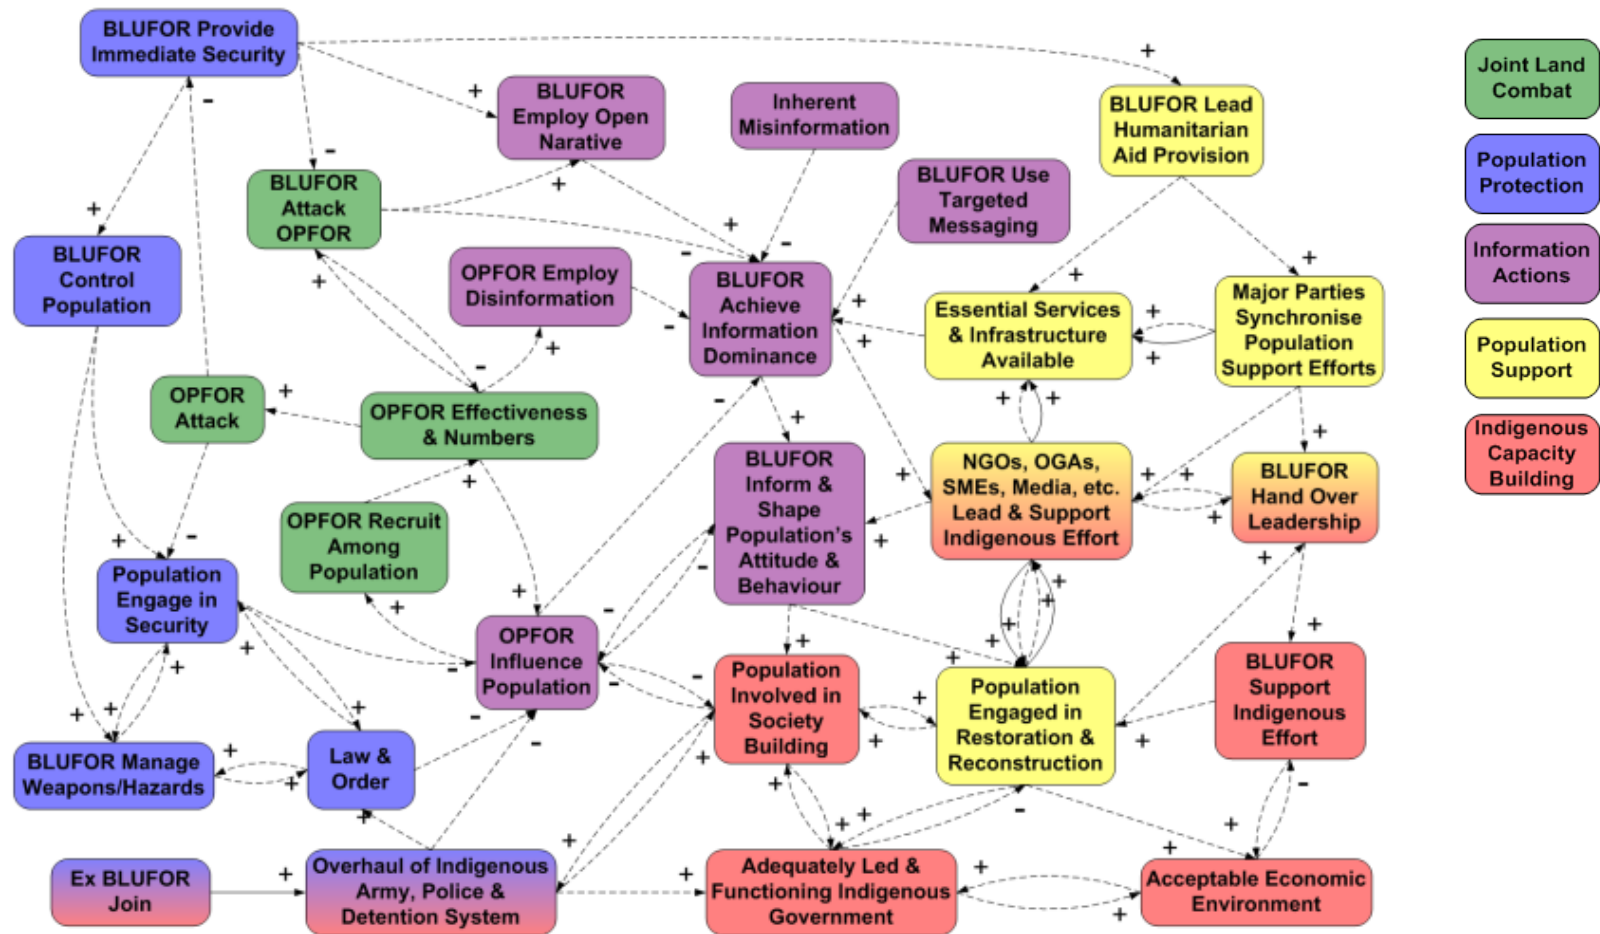 BLUFOR Provide
Immediate Security
BLUFOR
Employ Open
Narative
Inherent
Misinformation
BLUFOR Lead
Humanitarian
Aid Provision
Joint Land
Combat
BLUFOR
Attack
OPFOR
BLUFOR Use
Targeted
Messaging
Population
Protection
BLUFOR
Control
Population
OPFOR Employ
Disinformation
BLUFOR
Achieve
Information
Dominance
Essential Services
& Infrastructure
Available
Major Parties
Synchronise
Population
Support Efforts
Information
Actions
Population
Support
OPFOR
Attack
OPFOR Effectiveness
& Numbers
BLUFOR
Inform &
Shape
Population's
Attitude &
Behaviour
NGOs, OGAs,
SMEs, Media, etc.
Lead & Support
Indigenous Effort
BLUFOR
Hand Over
Leadership
Indigenous
Capacity
Building
OPFOR Recruit
Among
Population
Population
Engage in
Security
OPFOR
Influence
Population
Population
Involved in
Society
Building
Population
Engaged in
Restoration &
Reconstruction
BLUFOR
Support
Indigenous
Effort
BLUFOR Manage
Weapons/Hazards
Law &
Order
Ex BLUFOR
Join
Overhaul of Indigenous
Army, Police &
Detention System
Adequately Led &
Functioning Indigenous
Government
Acceptable Economic
Environment